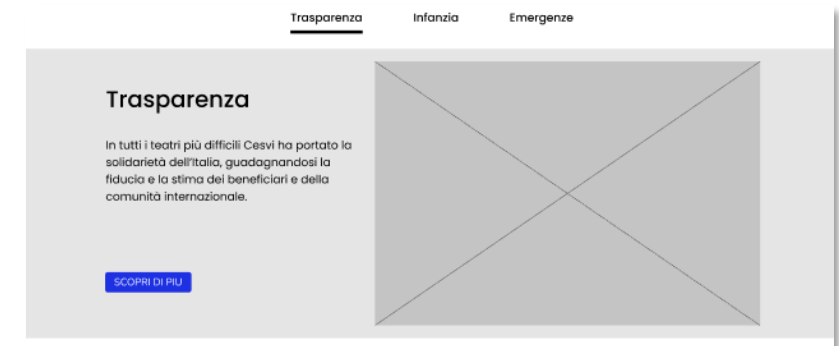 Trasparenza
Infanzia
Emergenze
Trasparenza
In tutti i teatri più difficili Cesvi ha portato la
solidarietà dell'Italia, guadagnandosi la
fiducia e la stima dei beneficiari e della
comunità internazionale.
SCOPRI DI PIU